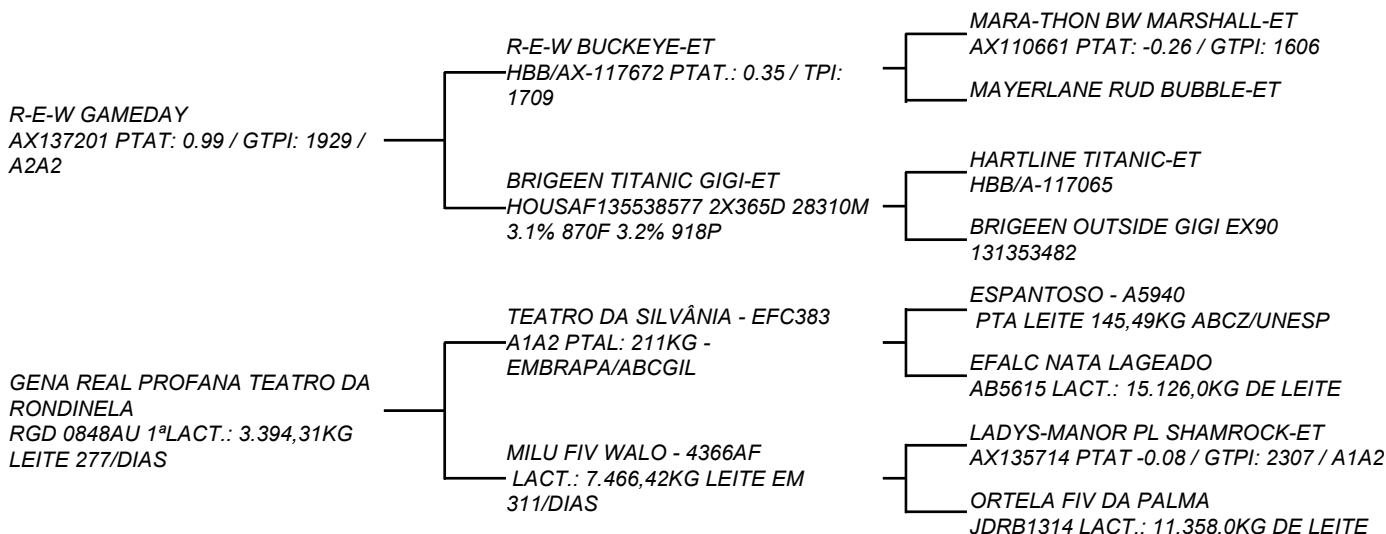 R-E-W GAMEDAY
AX137201 PTAT: 0.99 / GTPI: 1929 /
A2A2
GENA REAL PROFANA TEATRO DA
RONDINELA
RGD 0848AU 1ªLACT.: 3.394,31KG
LEITE 277/DIAS
R-E-W BUCKEYE-ET
HBB/AX-117672 PTAT.: 0.35 / TPI:
1709
BRIGEEN TITANIC GIGI-ET
HOUSAF135538577 2X365D 28310M
3.1% 870F 3.2% 918P
TEATRO DA SILVÂNIA - EFC383
A1A2 PTAL: 211KG -
EMBRAPA/ABCGIL
MILU FIV WALO - 4366AF
LACT.: 7.466,42KG LEITE EM
311/DIAS
MARA-THON BW MARSHALL-ET
AX110661 PTAT: -0.26 / GTPI: 1606
MAYERLANE RUD BUBBLE-ET
HARTLINE TITANIC-ET
HBB/A-117065
BRIGEEN OUTSIDE GIGI EX90
131353482
ESPANTOSO - A5940
PTA LEITE 145,49KG ABCZ/UNESP
EFALC NATA LAGEADO
AB5615 LACT.: 15.126,0KG DE LEITE
LADYS-MANOR PL SHAMROCK-ET
AX135714 PTAT -0.08 / GTPI: 2307 / A1A2
ORTELA FIV DA PALMA
JDRB1314 LACT.: 11.358,0KG DE LEITE